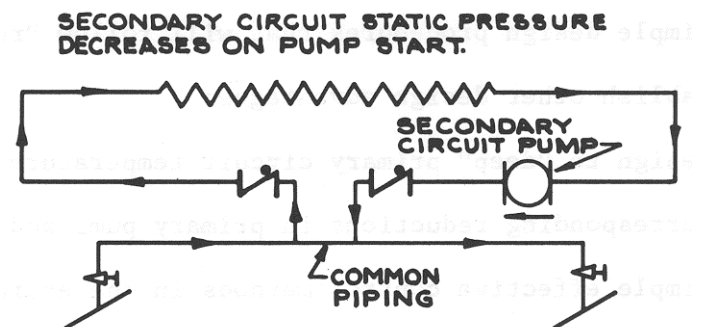 SECONDARY CIRCUIT STATIC PRESSURE
DECREASES ON PUMP START.
SECONDARY
CIRCUIT PUMP
COMMON
PIPING